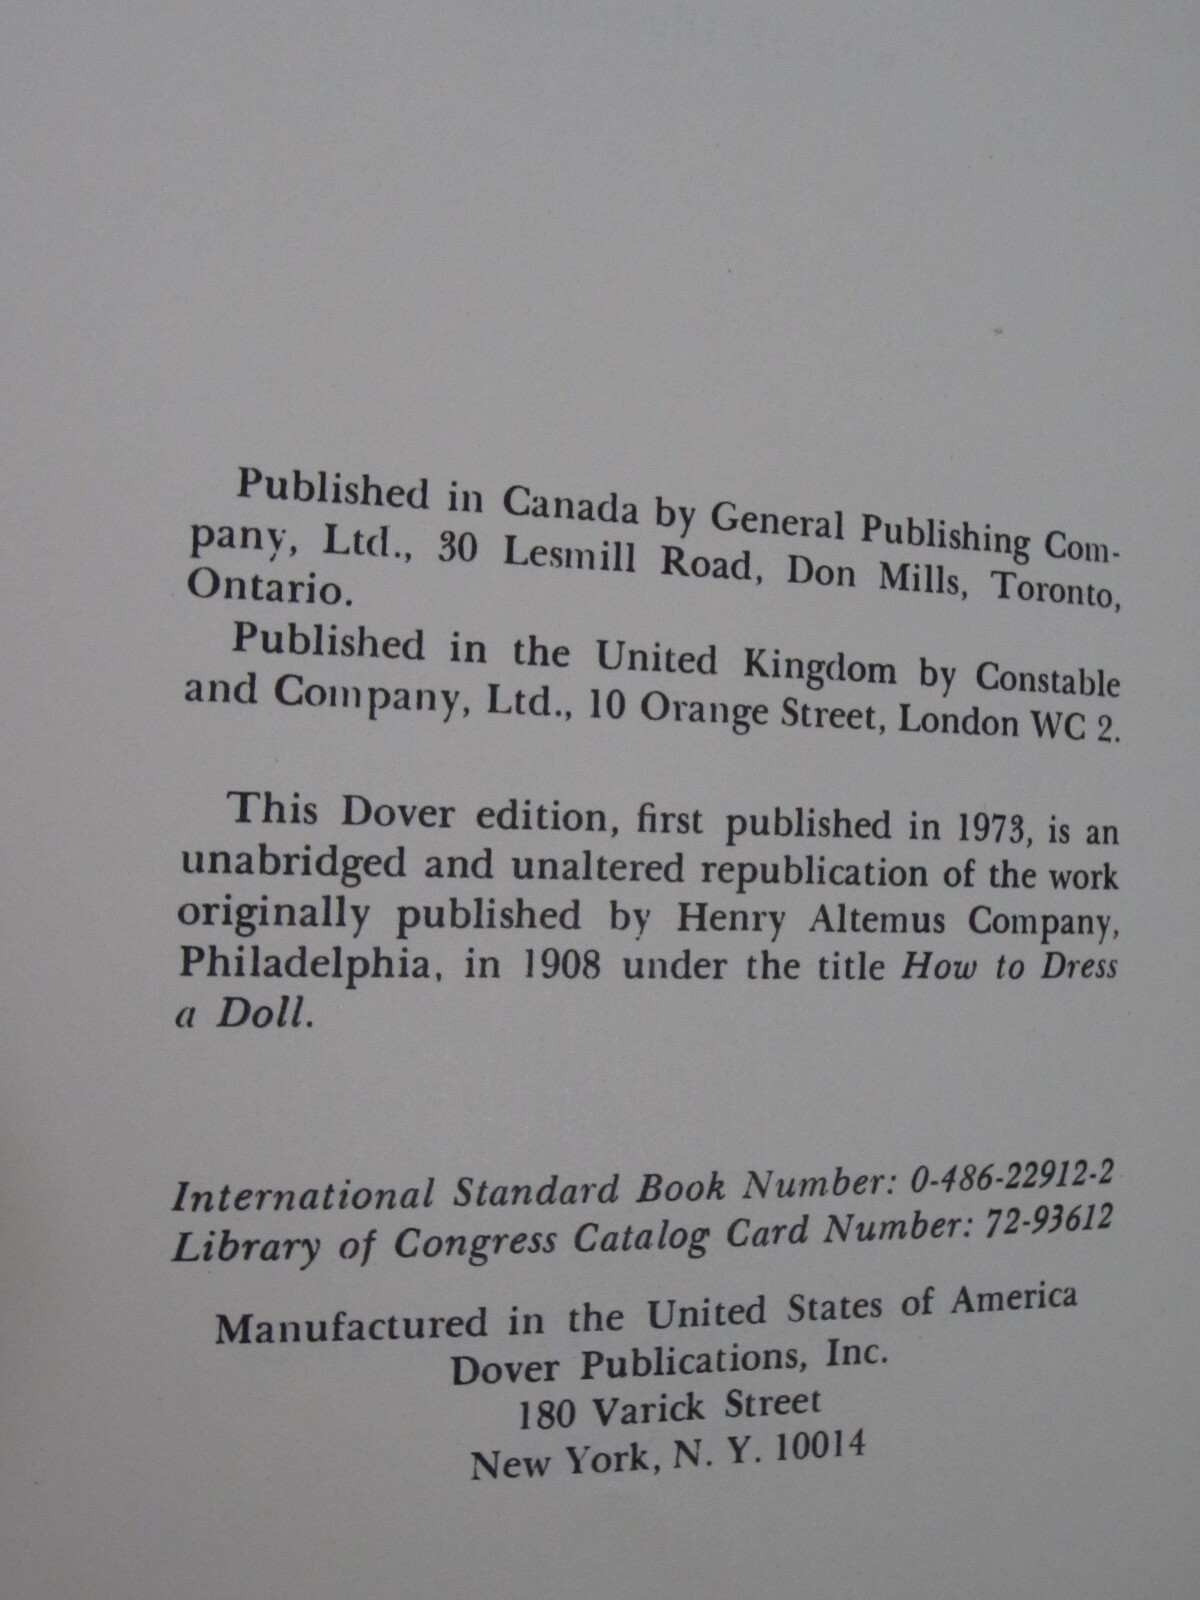 Published in Canada by General Publishing Com-
pany, Ltd., 30 Lesmill Road, Don Mills, Toronto,
Ontario.
Published in the United Kingdom by Constable
and Company, Ltd., 10 Orange Street, London WC 2.
This Dover edition, first published in 1973, is an
unabridged and unaltered republication of the work
originally published by Henry Altemus Company,
Philadelphia, in 1908 under the title How to Dress
a Doll.
International Standard Book Number: 0-486-22912-2
Library of Congress Catalog Card Number: 72-93612
Manufactured in the United States of America
Dover Publications, Inc.
180 Varick Street
New York, N. Y. 10014